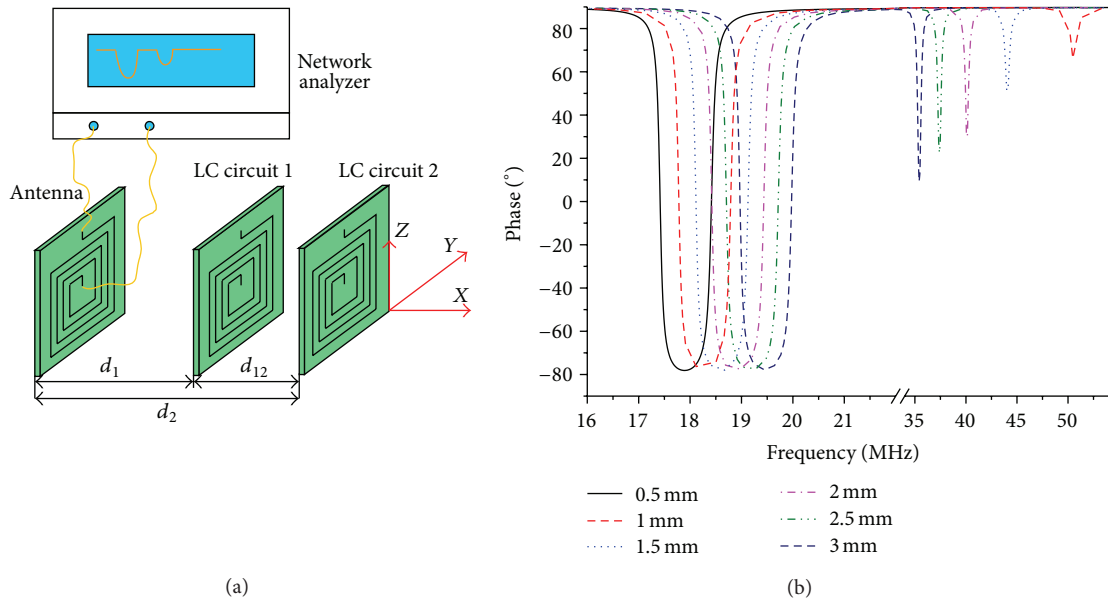 Network
analyzer
Antenna
LC circuit 1
LC circuit 2
Z
Y
X
d1
d12
d2
(a)
Phase (°)
80
60
40
20
0
−20
−40
−60
−80
16 17 18 19 20 21 35 40 45 50
Frequency (MHz)
0.5 mm
1 mm
1.5 mm
2 mm
2.5 mm
3 mm
(b)